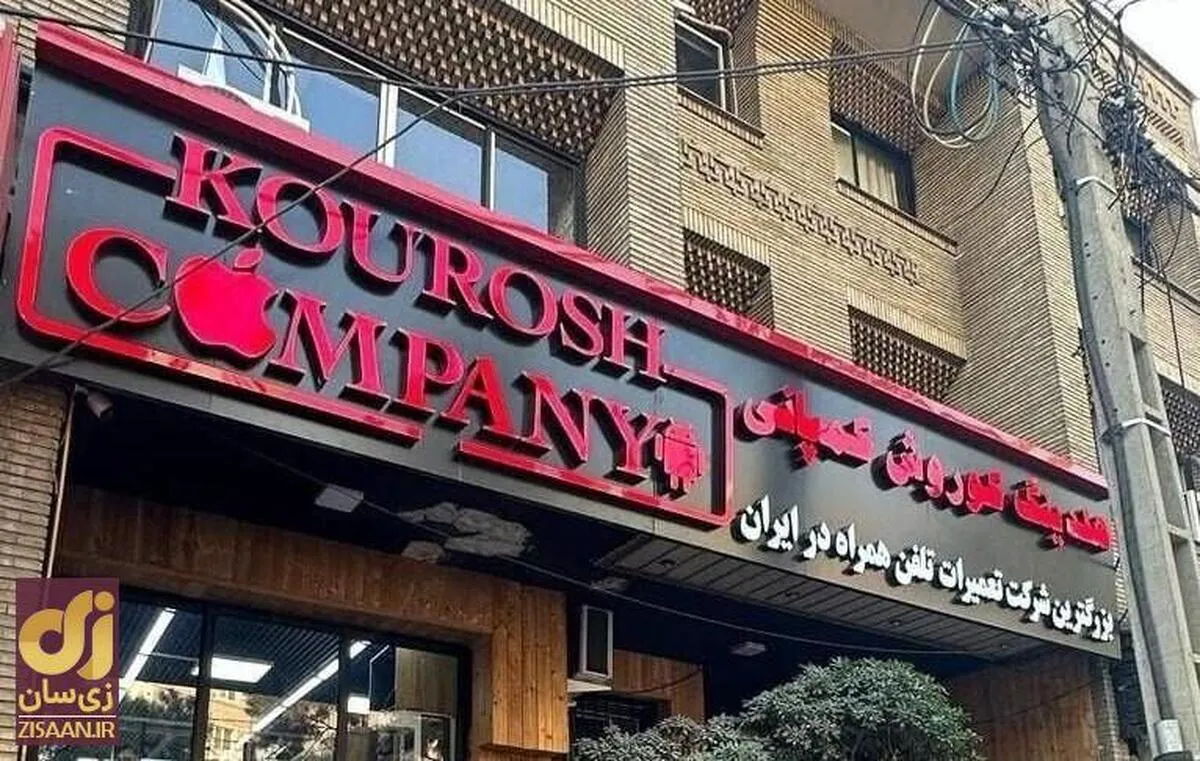 KOUROSH
COMPANY
هلدینگ کوروش کمپانی
بزرگترین شرکت تعمیرات تلفن همراه در ایران
زی‌سان
ZISAAN.IR